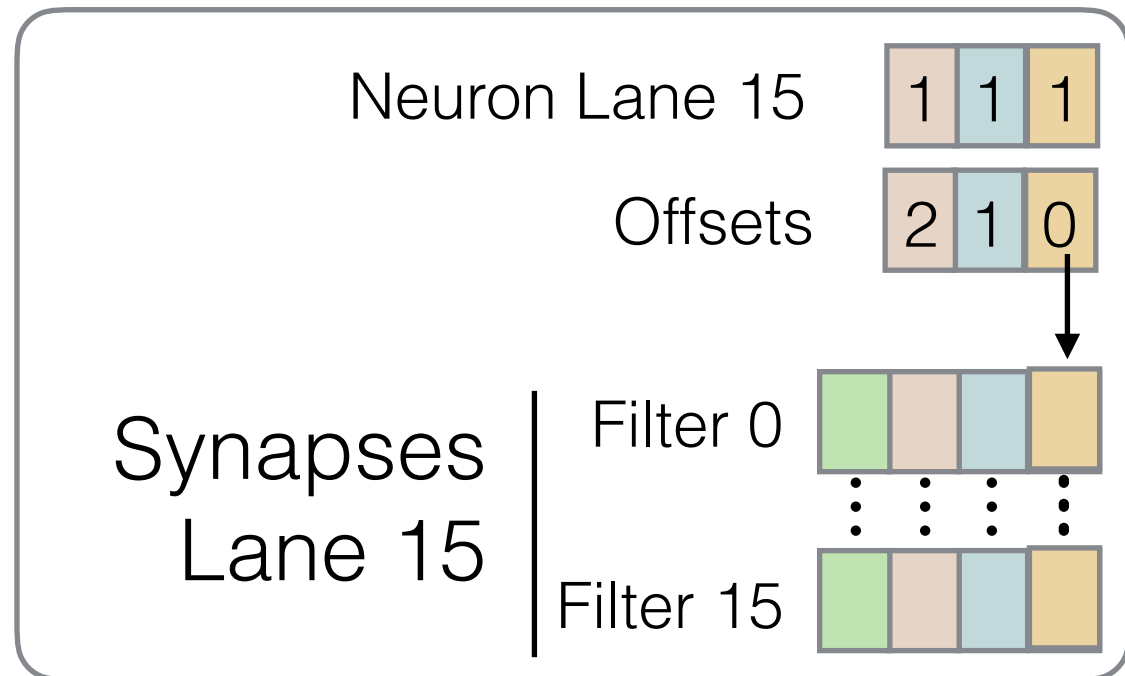 Neuron Lane 15 1 1 1
Offsets 2 1 0
Filter 0
Synapses
Lane 15
Filter 15